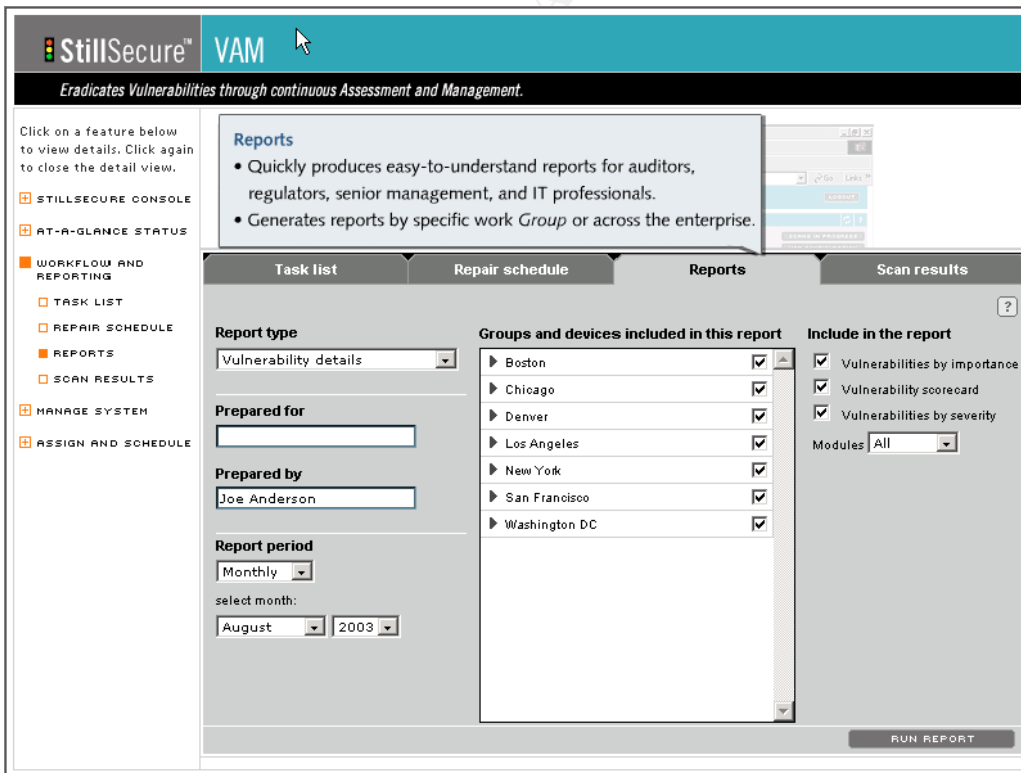 StillSecure™ VAM
Eradicates Vulnerabilities through continuous Assessment and Management.
Click on a feature below
to view details. Click again
to close the detail view.
STILLSECURE CONSOLE
AT-A-GLANCE STATUS
WORKFLOW AND
REPORTING
TASK LIST
REPAIR SCHEDULE
REPORTS
SCAN RESULTS
MANAGE SYSTEM
ASSIGN AND SCHEDULE
Reports
• Quickly produces easy-to-understand reports for auditors,
regulators, senior management, and IT professionals.
• Generates reports by specific work Group or across the enterprise.
Go Links »
LOGOUT
SCANS IN PROGRESS
Task list
Repair schedule
Reports
Scan results
?
Report type
Vulnerability details
Prepared for
Prepared by
Joe Anderson
Report period
Monthly
select month:
August 2003
Groups and devices included in this report
Boston
Chicago
Denver
Los Angeles
New York
San Francisco
Washington DC
Include in the report
Vulnerabilities by importance
Vulnerability scorecard
Vulnerabilities by severity
Modules All
RUN REPORT